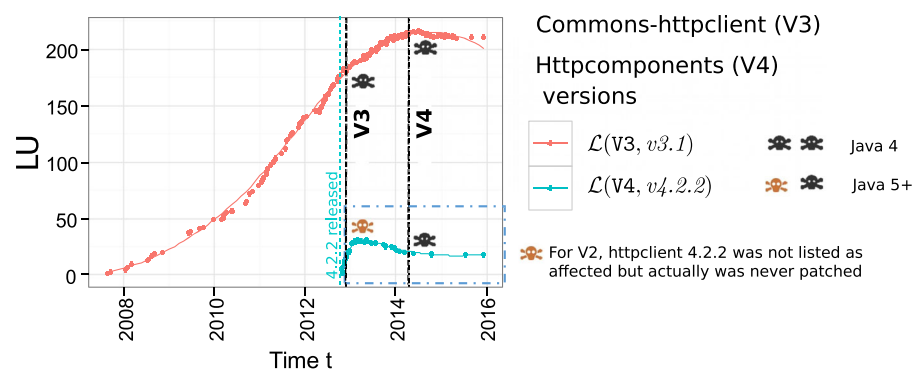 Commons-httpclient (V3)
Httpcomponents (V4)
versions
ℒ(V3, v3.1)
Java 4
ℒ(V4, v4.2.2)
Java 5+
For V2, httpclient 4.2.2 was not listed as
affected but actually was never patched
LU
200
150
100
50
0
V3
V4
4.2.2 released
2008
2010
2012
2014
2016
Time t